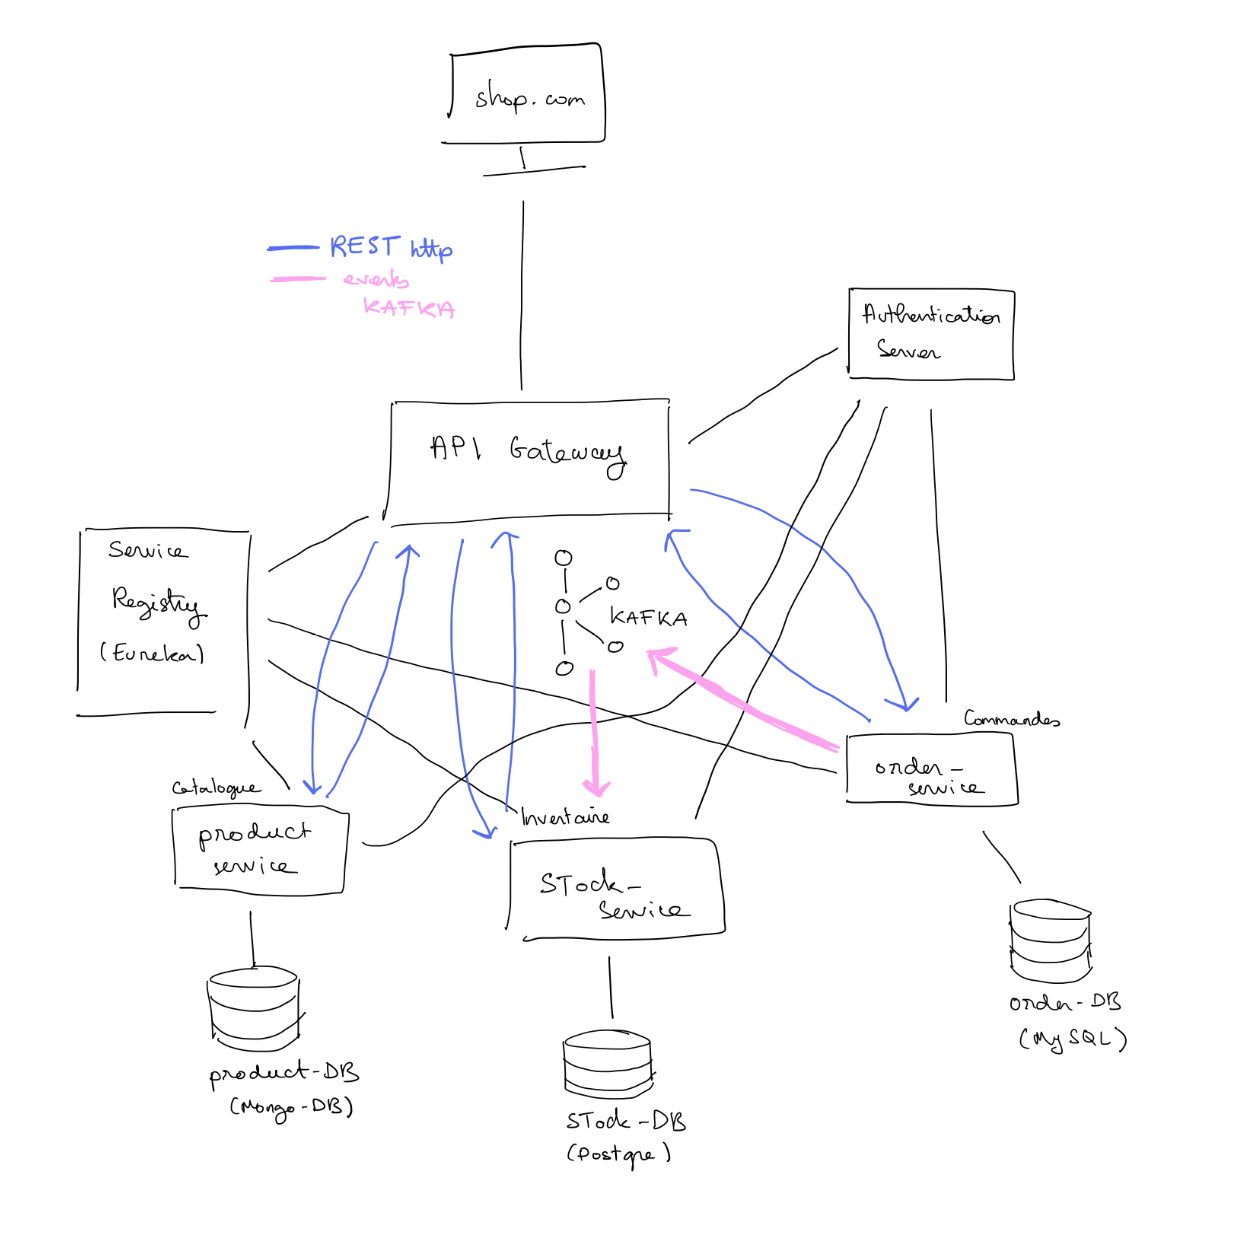 shop.com
REST http
events
KAFKA
Authentication
Server
API Gateway
Service
Registry
(Eureka)
KAFKA
Commandes
order-
service
Catalogue
product
service
Inventaire
STock-
Service
order-DB
(MySQL)
product-DB
(Mongo-DB)
STock-DB
(Postgre)